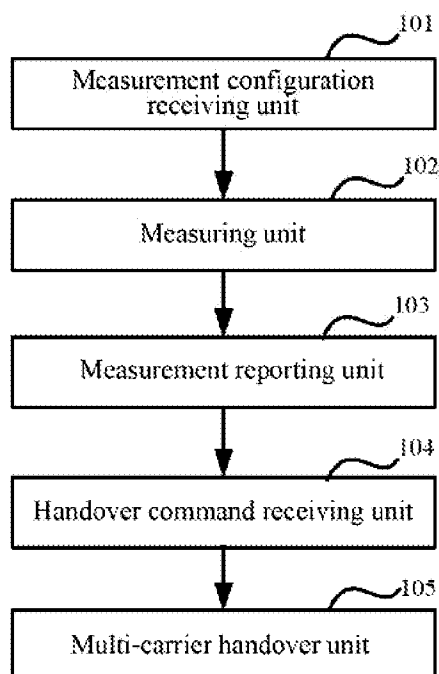 101
Measurement configuration
receiving unit
102
Measuring unit
103
Measurement reporting unit
104
Handover command receiving unit
105
Multi-carrier handover unit